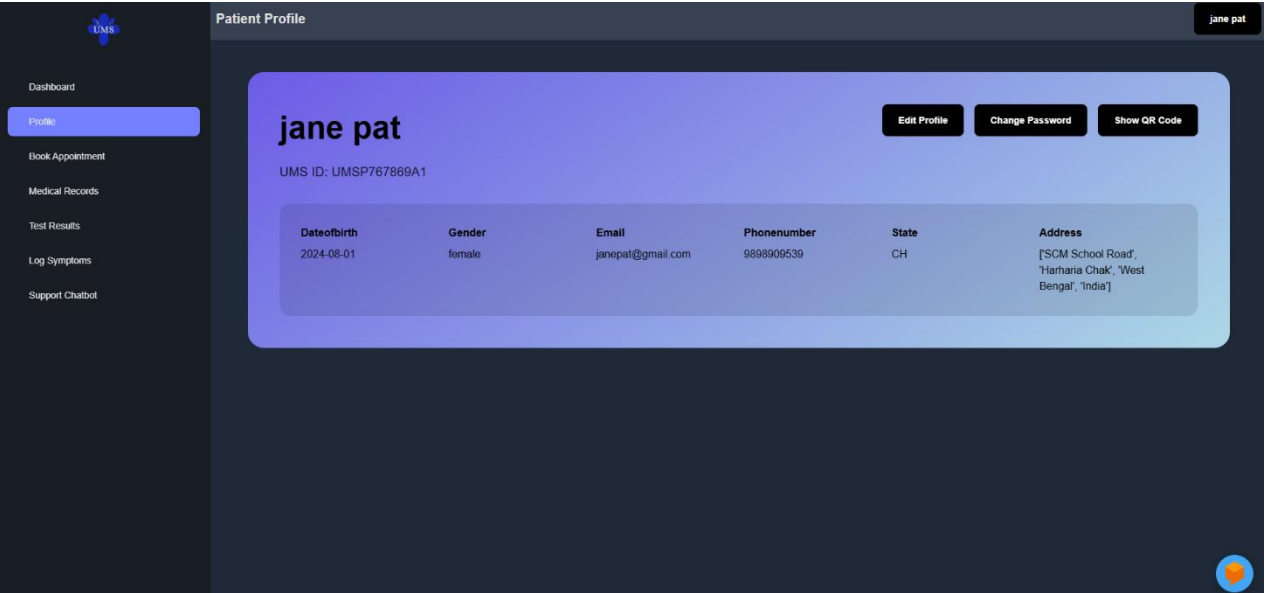 UMS
Patient Profile
jane pat
Dashboard
Profile
Book Appointment
Medical Records
Test Results
Log Symptoms
Support Chatbot
jane pat
Edit Profile
Change Password
Show QR Code
UMS ID: UMSP767869A1
Dateofbirth
2024-08-01
Gender
female
Email
janepat@gmail.com
Phonenumber
9898909539
State
CH
Address
['SCM School Road',
'Harharia Chak', 'West
Bengal', 'India']